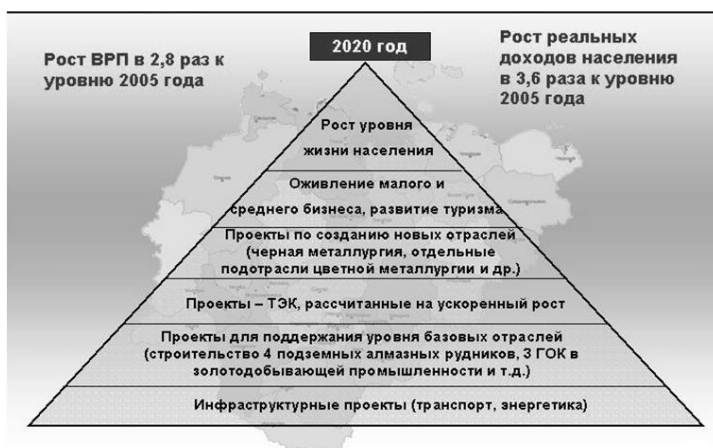 2020 год
Рост ВРП в 2,8 раз к
уровню 2005 года
Рост реальных
доходов населения
в 3,6 раза к уровню
2005 года
Рост уровня
жизни населения
Оживление малого и
среднего бизнеса, развитие туризма
Проекты по созданию новых отраслей
(черная металлургия, отдельные
подотрасли цветной металлургии и др.)
Проекты – ТЭК, рассчитанные на ускоренный рост
Проекты для поддержания уровня базовых отраслей
(строительство 4 подземных алмазных рудников, 3 ГОК в
золотодобывающей промышленности и т.д.)
Инфраструктурные проекты (транспорт, энергетика)